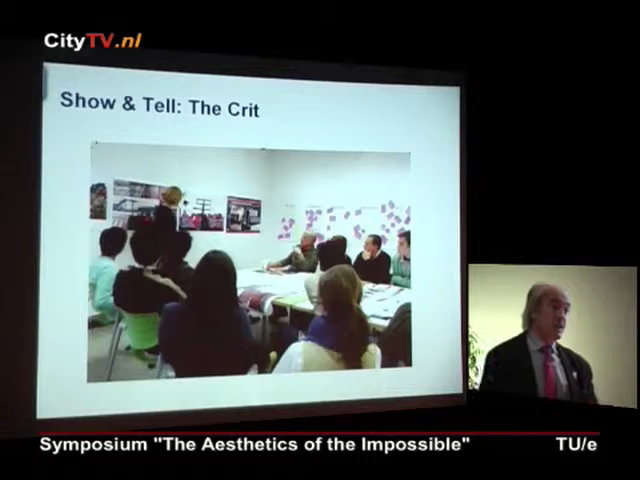 CityTV.nl
Show & Tell: The Crit
Symposium "The Aesthetics of the Impossible"
TU/e